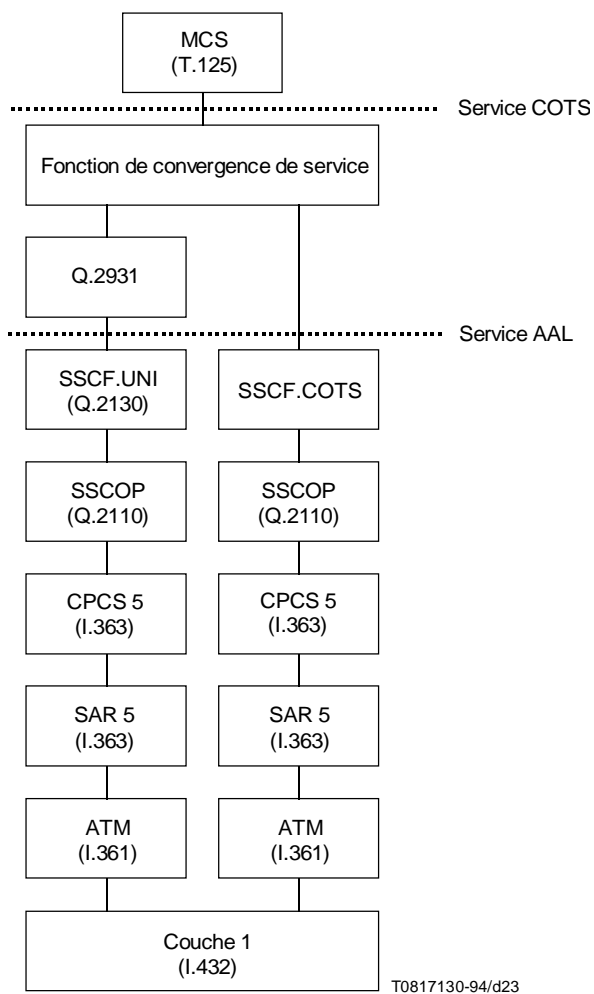 MCS
(T.125)
Service COTS
Fonction de convergence de service
Q.2931
Service AAL
SSCF.UNI
(Q.2130)
SSCF.COTS
SSCOP
(Q.2110)
SSCOP
(Q.2110)
CPCS 5
(I.363)
CPCS 5
(I.363)
SAR 5
(I.363)
SAR 5
(I.363)
ATM
(I.361)
ATM
(I.361)
Couche 1
(I.432)
T0817130-94/d23